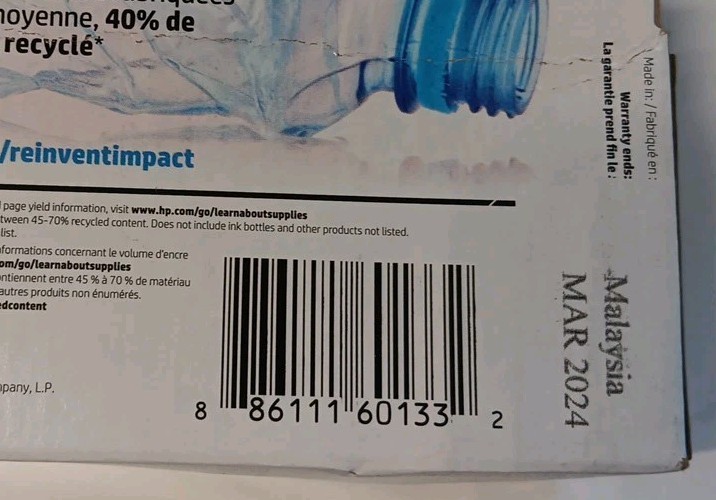 moyenne, 40% de
recyclé*
/reinventimpact
page yield information, visit www.hp.com/go/learnaboutsupplies
tween 45-70% recycled content. Does not include ink bottles and other products not listed.
list.
formations concernant le volume d'encre
om/go/learnaboutsupplies
ontiennent entre 45 % à 70 % de matériau
autres produits non énumérés.
edcontent
mpany, L.P.
8 86111 60133 2
Made in: / Fabriqué en :
Warranty ends:
La garantie prend fin le :
Malaysia
MAR 2024